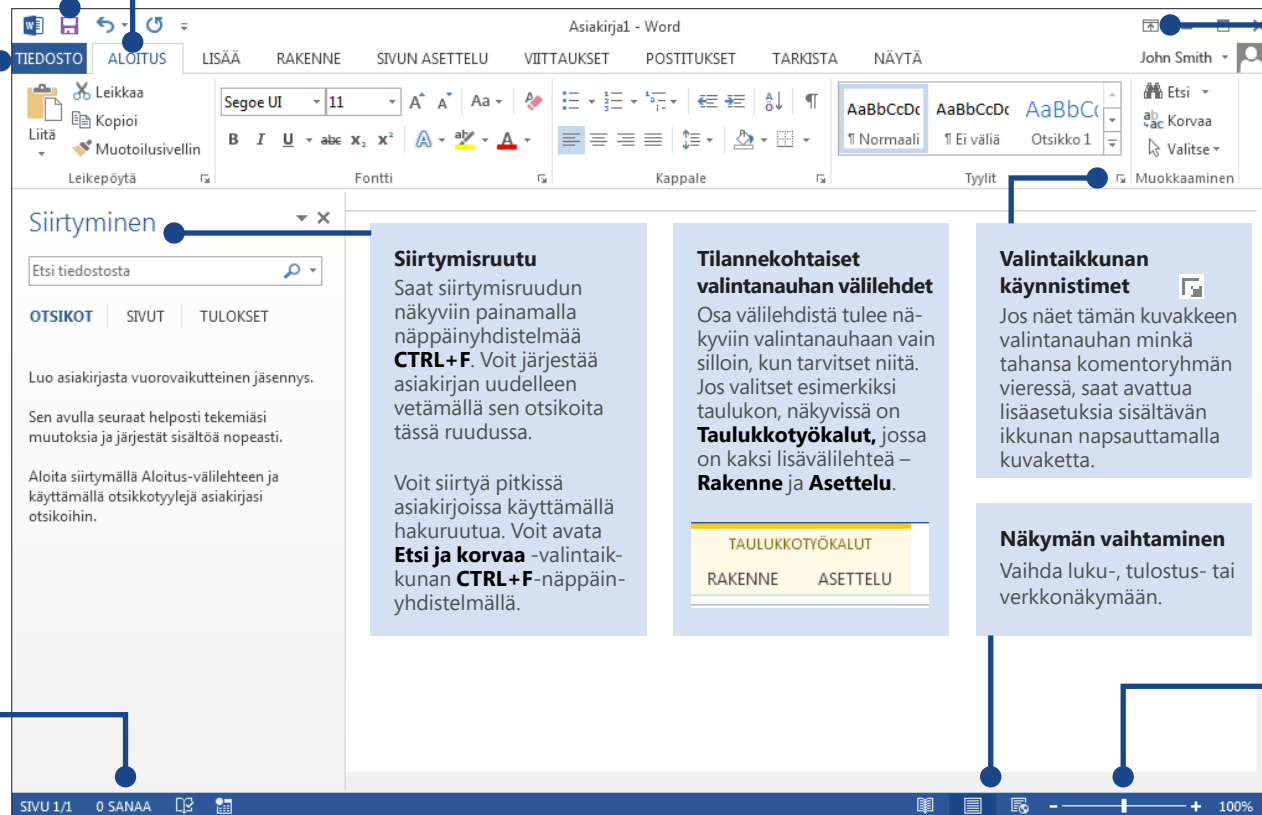 Asiakirja1 - Word
TIEDOSTO ALOITUS LISÄÄ RAKENNE SIVUN ASETTELU VIITTAUKSET POSTITUKSET TARKISTA NÄYTÄ John Smith
Liitä
Leikkaa
Kopioi
Muotoilusivellin
Leikepöytä
Segoe UI 11
A A Aa
B I U abc x₂ x² A aby A
Fontti
Kappale
AaBbCcDc AaBbCcDc AaBbCc
¶ Normaali ¶ Ei väliä Otsikko 1
Tyylit
Etsi
Korvaa
Valitse
Muokkaaminen
Siirtyminen
Etsi tiedostosta
OTSIKOT SIVUT TULOKSET
Luo asiakirjasta vuorovaikutteinen jäsennys.
Sen avulla seuraat helposti tekemiäsi
muutoksia ja järjestät sisältöä nopeasti.
Aloita siirtymällä Aloitus-välilehteen ja
käyttämällä otsikkotyylejä asiakirjasi
otsikoihin.
Siirtymisruutu
Saat siirtymisruudun
näkyviin painamalla
näppäinyhdistelmää
CTRL+F. Voit järjestää
asiakirjan uudelleen
vetämällä sen otsikoita
tässä ruudussa.
Voit siirtyä pitkissä
asiakirjoissa käyttämällä
hakuruutua. Voit avata
Etsi ja korvaa -valintaik-
kunan CTRL+F-näppäin-
yhdistelmällä.
Tilannekohtaiset
valintanauhan välilehdet
Osa välilehdistä tulee nä-
kyviin valintanauhaan vain
silloin, kun tarvitset niitä.
Jos valitset esimerkiksi
taulukon, näkyvissä on
Taulukkotyökalut, jossa
on kaksi lisävälilehteä –
Rakenne ja Asettelu.
TAULUKKOTYÖKALUT
RAKENNE ASETTELU
Valintaikkunan
käynnistimet
Jos näet tämän kuvakkeen
valintanauhan minkä
tahansa komentoryhmän
vieressä, saat avattua
lisäasetuksia sisältävän
ikkunan napsauttamalla
kuvaketta.
Näkymän vaihtaminen
Vaihda luku-, tulostus- tai
verkkonäkymään.
SIVU 1/1 0 SANAA 100%